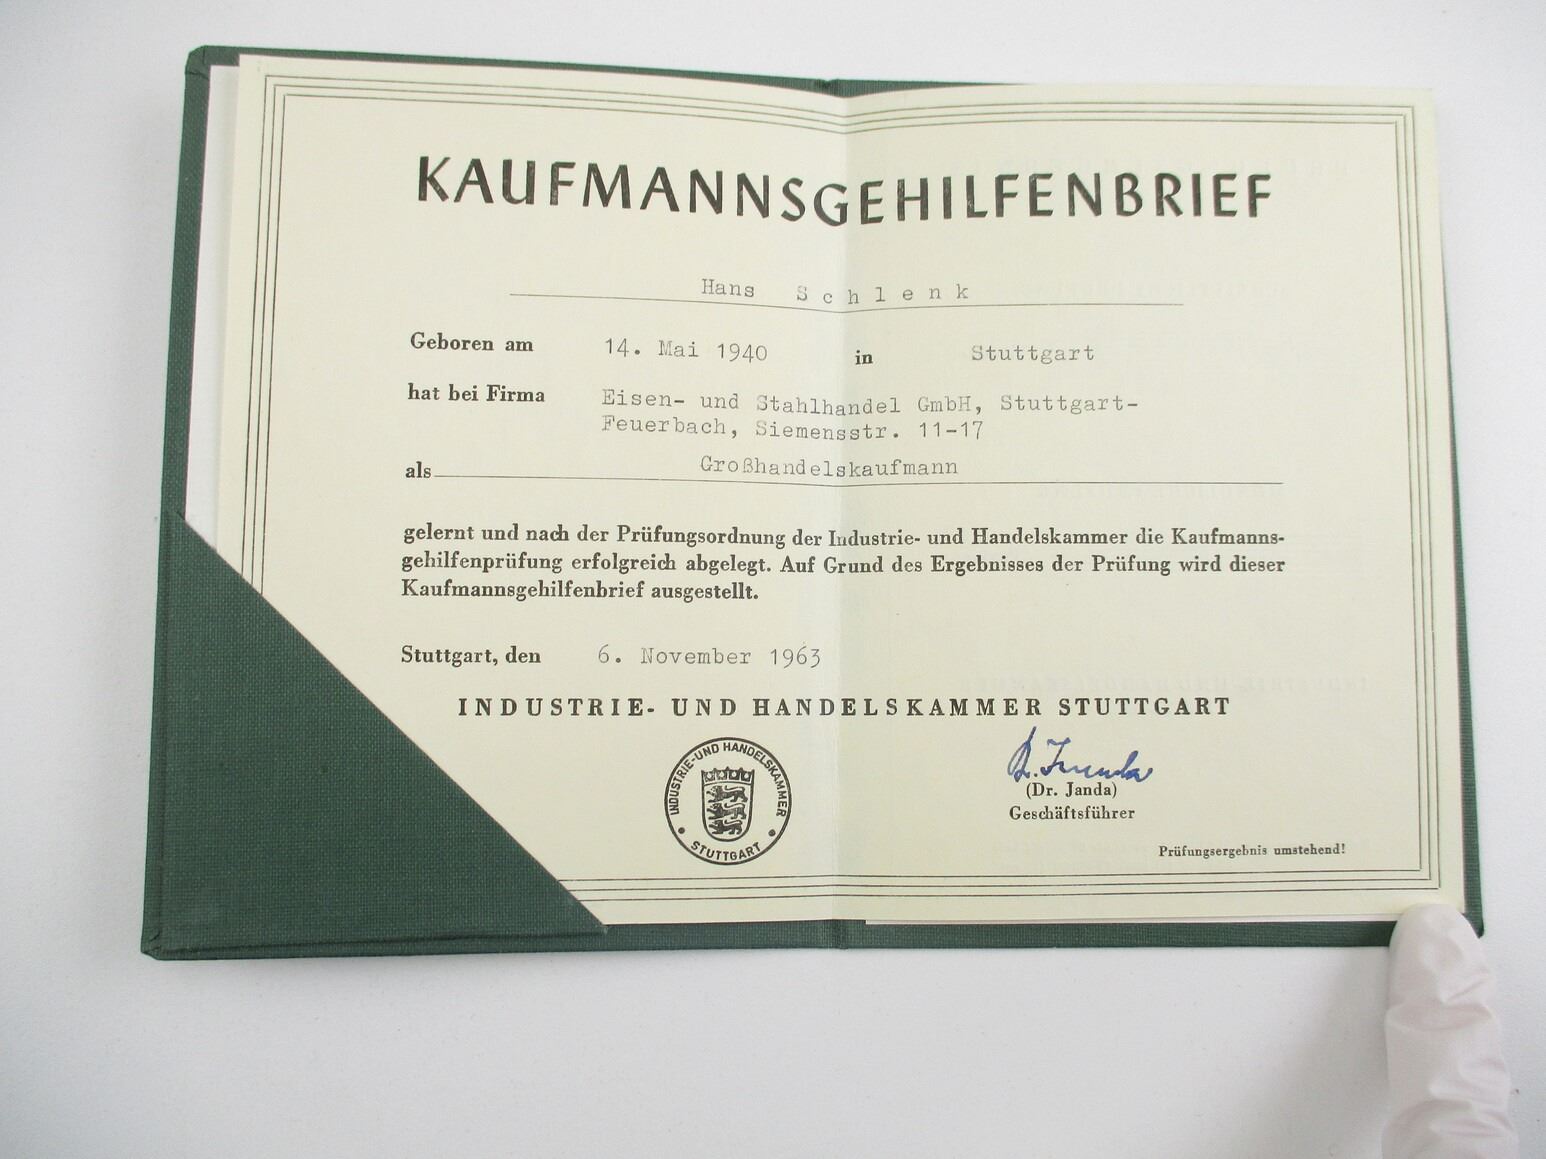 KAUFMANNSGEHILFENBRIEF
Hans Schlenk
Geboren am 14. Mai 1940 in Stuttgart
hat bei Firma Eisen- und Stahlhandel GmbH, Stuttgart-
Feuerbach, Siemensstr. 11-17
als Großhandelskaufmann
gelernt und nach der Prüfungsordnung der Industrie- und Handelskammer die Kaufmanns-
gehilfenprüfung erfolgreich abgelegt. Auf Grund des Ergebnisses der Prüfung wird dieser
Kaufmannsgehilfenbrief ausgestellt.
Stuttgart, den 6. November 1963
INDUSTRIE- UND HANDELSKAMMER STUTTGART
INDUSTRIE-UND HANDELSKAMMER
STUTTGART
(Dr. Janda)
Geschäftsführer
Prüfungsergebnis umstehend!